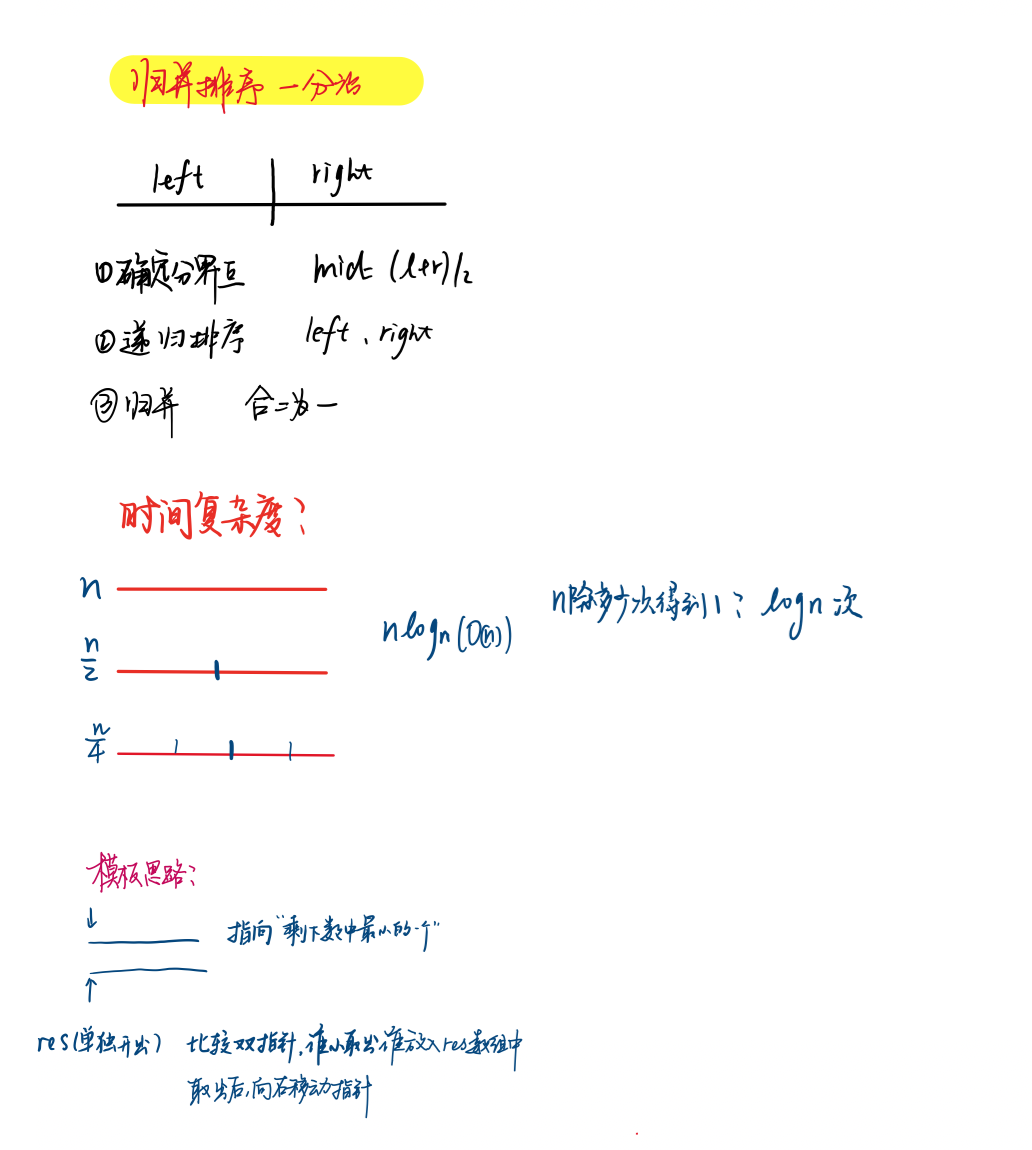 归并排序 — 分治
left right
①确定分界点 mid=(l+r)/2
②递归排序 left、right
③归并 合二为一
时间复杂度?
n
n除多少次得到1? logn次
nlogn(O(n))
n/2
n/4
模板思路:
指向"剩下数中最小的一个"
res(单独开出) 比较双指针,谁小取出谁放入res数组中
取出后,向右移动指针